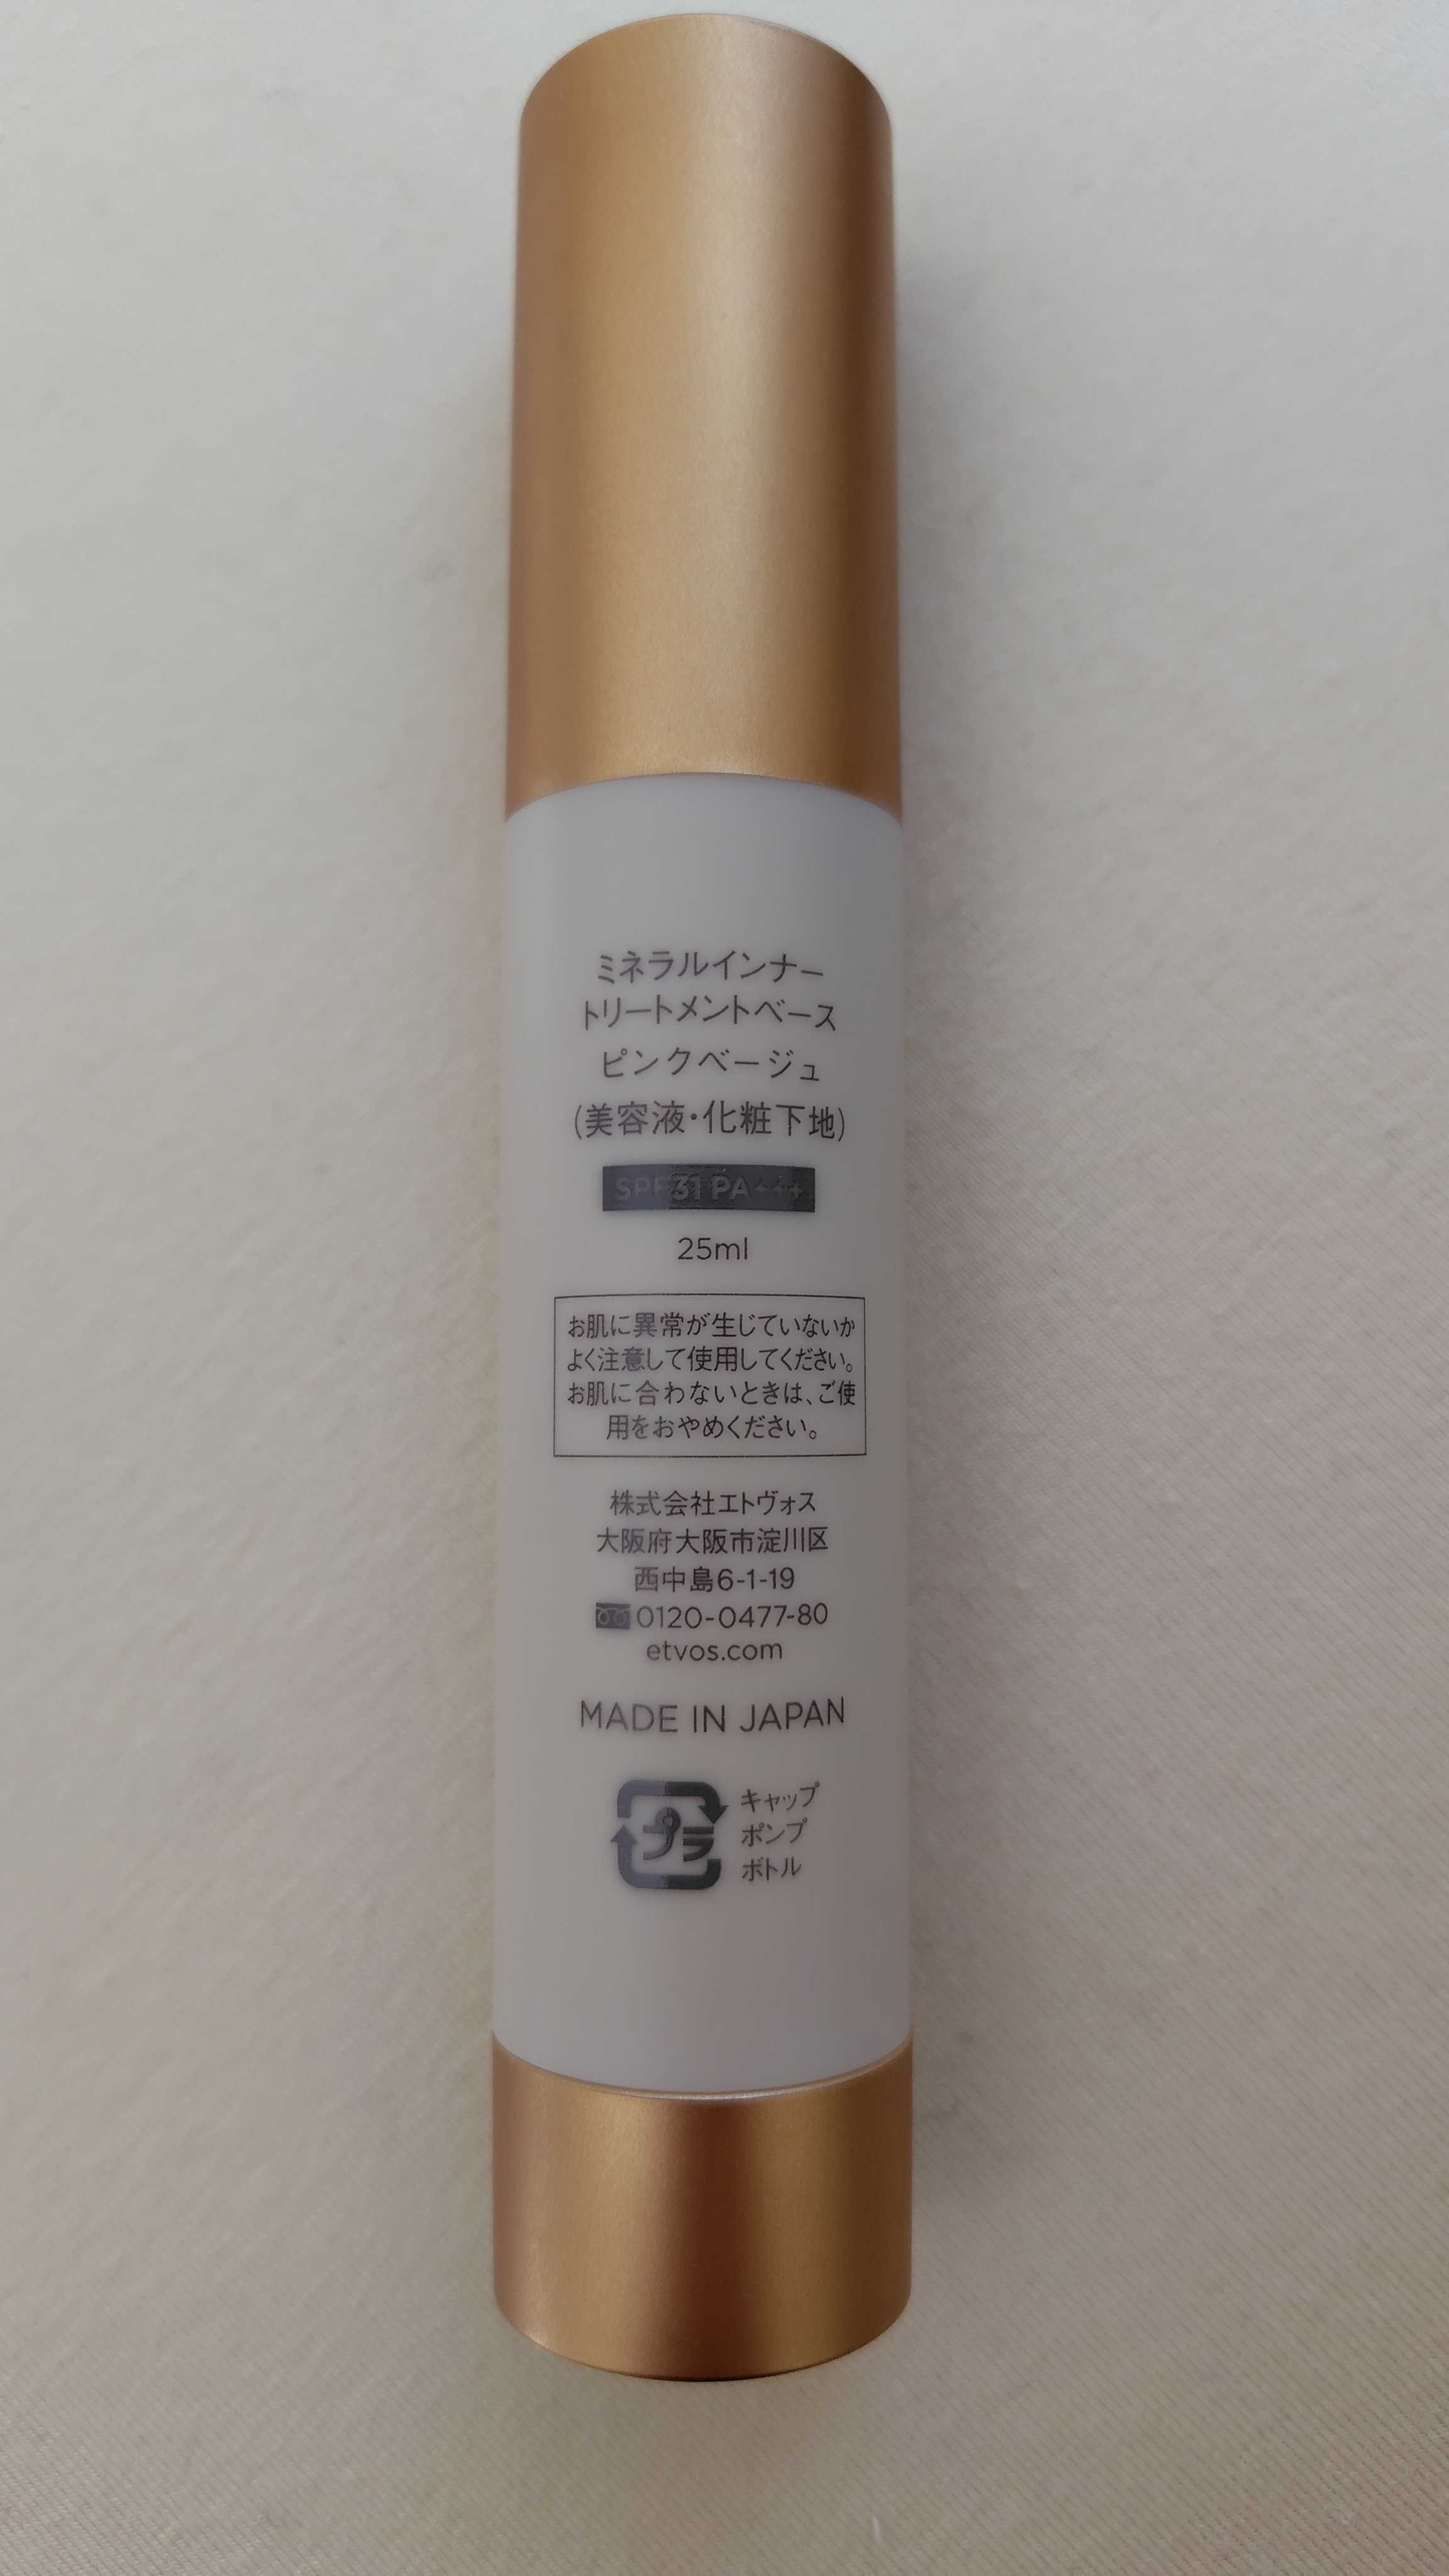 ミネラルインナー
トリートメントベース
ピンクベージュ
(美容液・化粧下地)
SPF31 PA+++
25ml
お肌に異常が生じていないか
よく注意して使用してください。
お肌に合わないときは、ご使
用をおやめください。
株式会社エトヴォス
大阪府大阪市淀川区
西中島6-1-19
0120-0477-80
etvos.com
MADE IN JAPAN
プラ
キャップ
ポンプ
ボトル